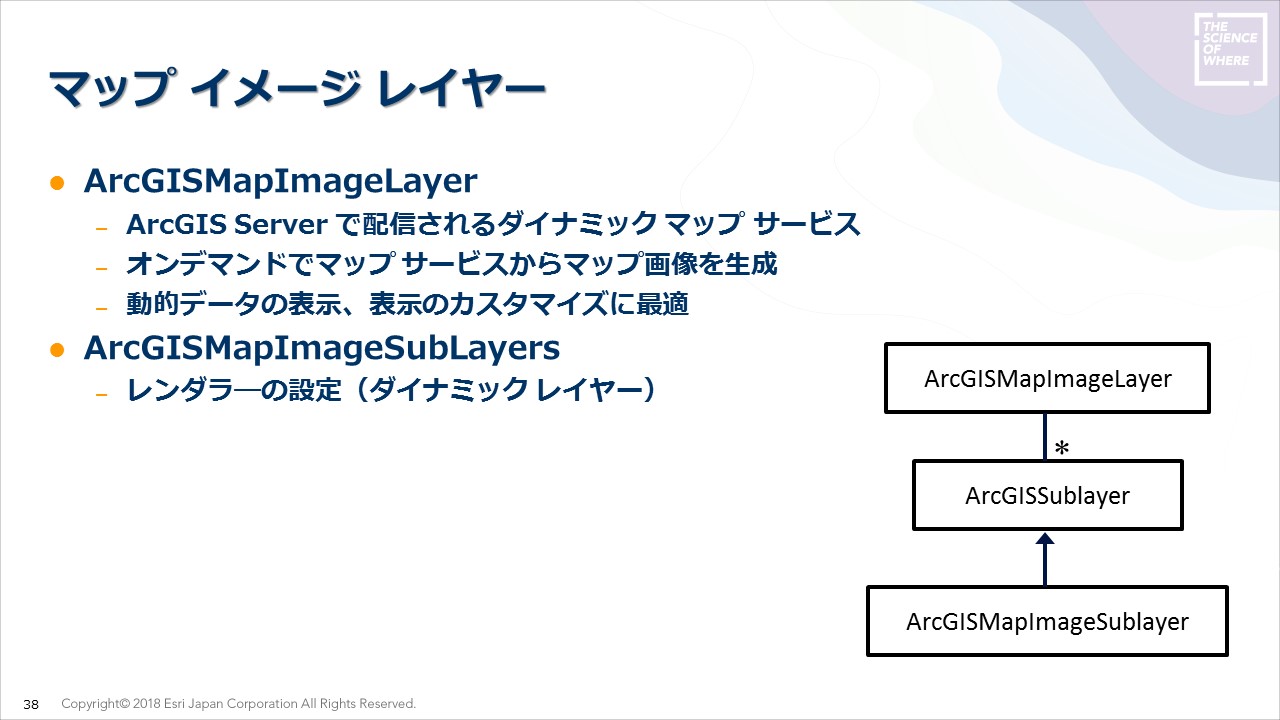 THE
SCIENCE
OF
WHERE
マップ イメージ レイヤー
● ArcGISMapImageLayer
– ArcGIS Server で配信されるダイナミック マップ サービス
– オンデマンドでマップ サービスからマップ画像を生成
– 動的データの表示、表示のカスタマイズに最適
● ArcGISMapImageSubLayers
– レンダラ―の設定（ダイナミック レイヤー）
ArcGISMapImageLayer
*
ArcGISSublayer
ArcGISMapImageSublayer
38 Copyright© 2018 Esri Japan Corporation All Rights Reserved.